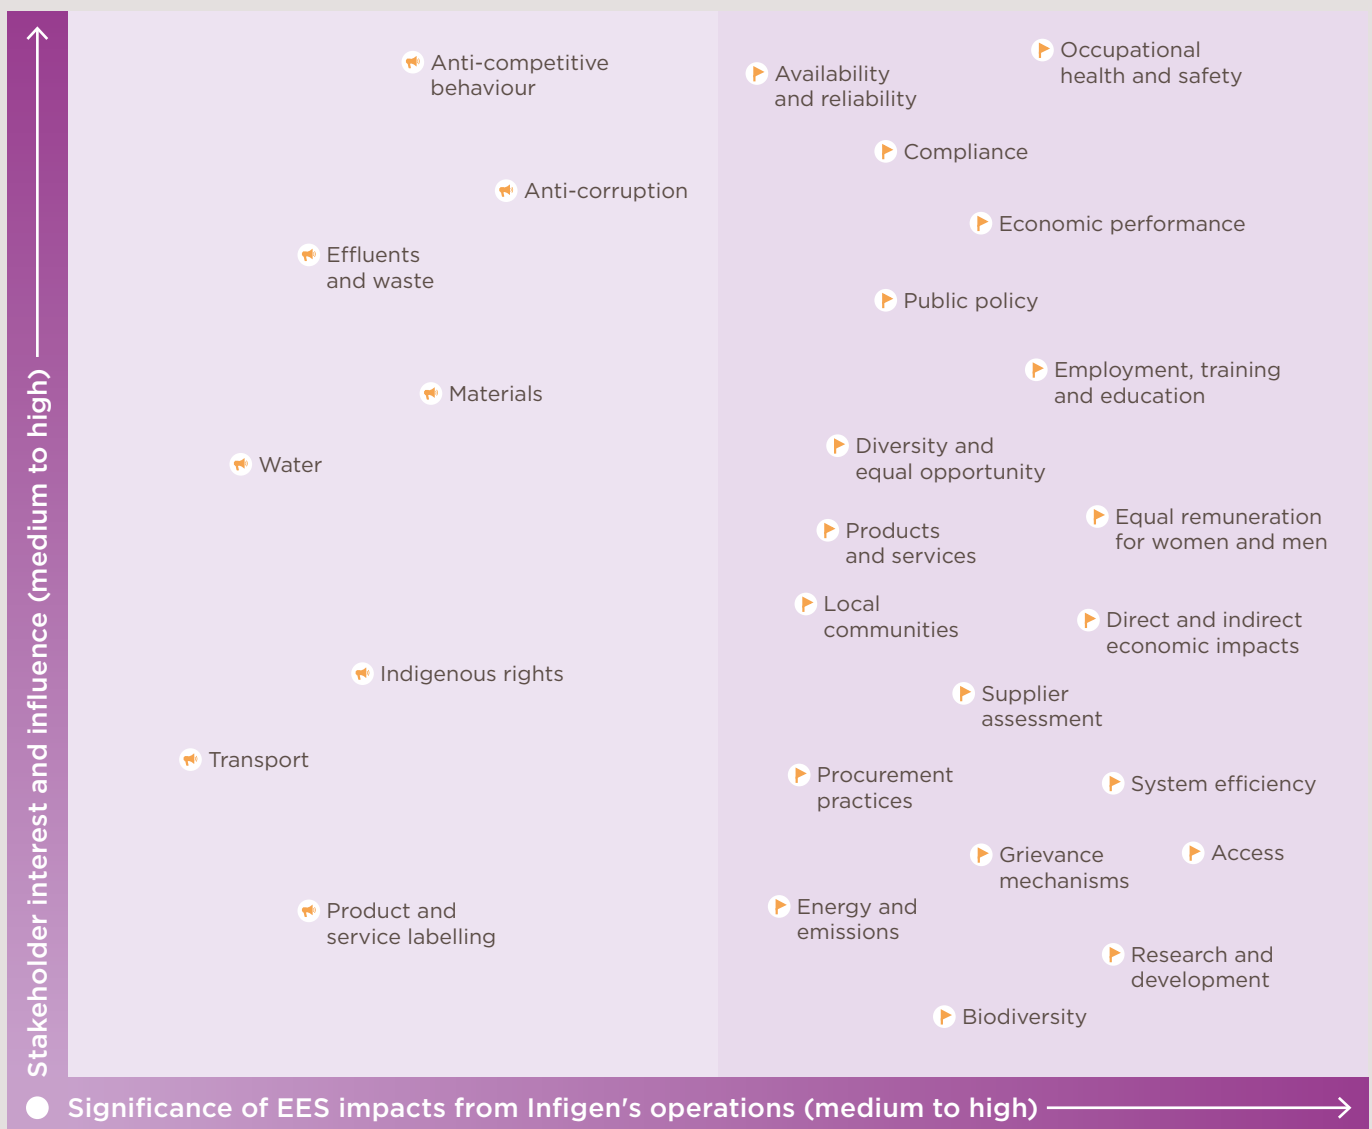 Stakeholder interest and influence (medium to high)
Anti-competitive
behaviour
Anti-corruption
Effluents
and waste
Materials
Water
Indigenous rights
Transport
Product and
service labelling
Occupational
health and safety
Availability
and reliability
Compliance
Economic performance
Public policy
Employment, training
and education
Diversity and
equal opportunity
Equal remuneration
for women and men
Products
and services
Local
communities
Direct and indirect
economic impacts
Supplier
assessment
Procurement
practices
System efficiency
Grievance
mechanisms
Access
Energy and
emissions
Research and
development
Biodiversity
Significance of EES impacts from Infigen's operations (medium to high)